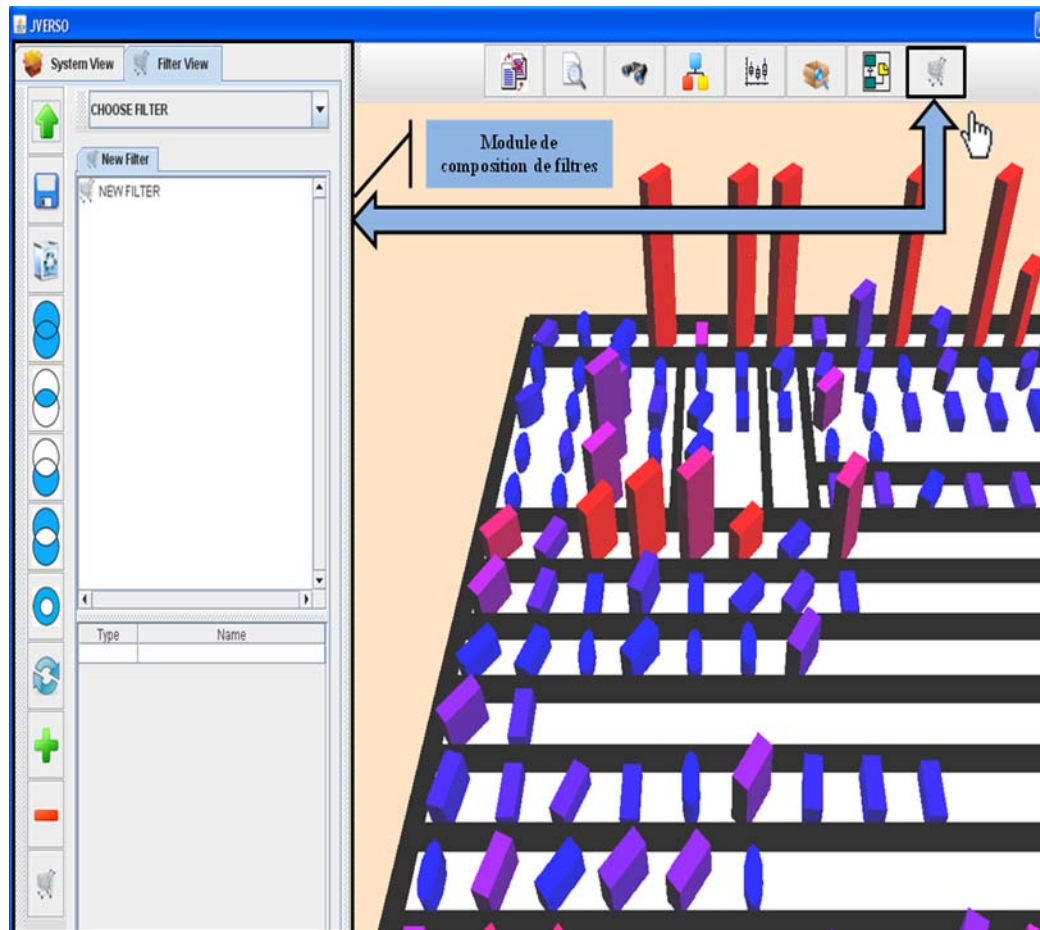 JVERSO
System View
Filter View
CHOOSE FILTER
New Filter
NEW FILTER
Type
Name
Module de
composition de filtres